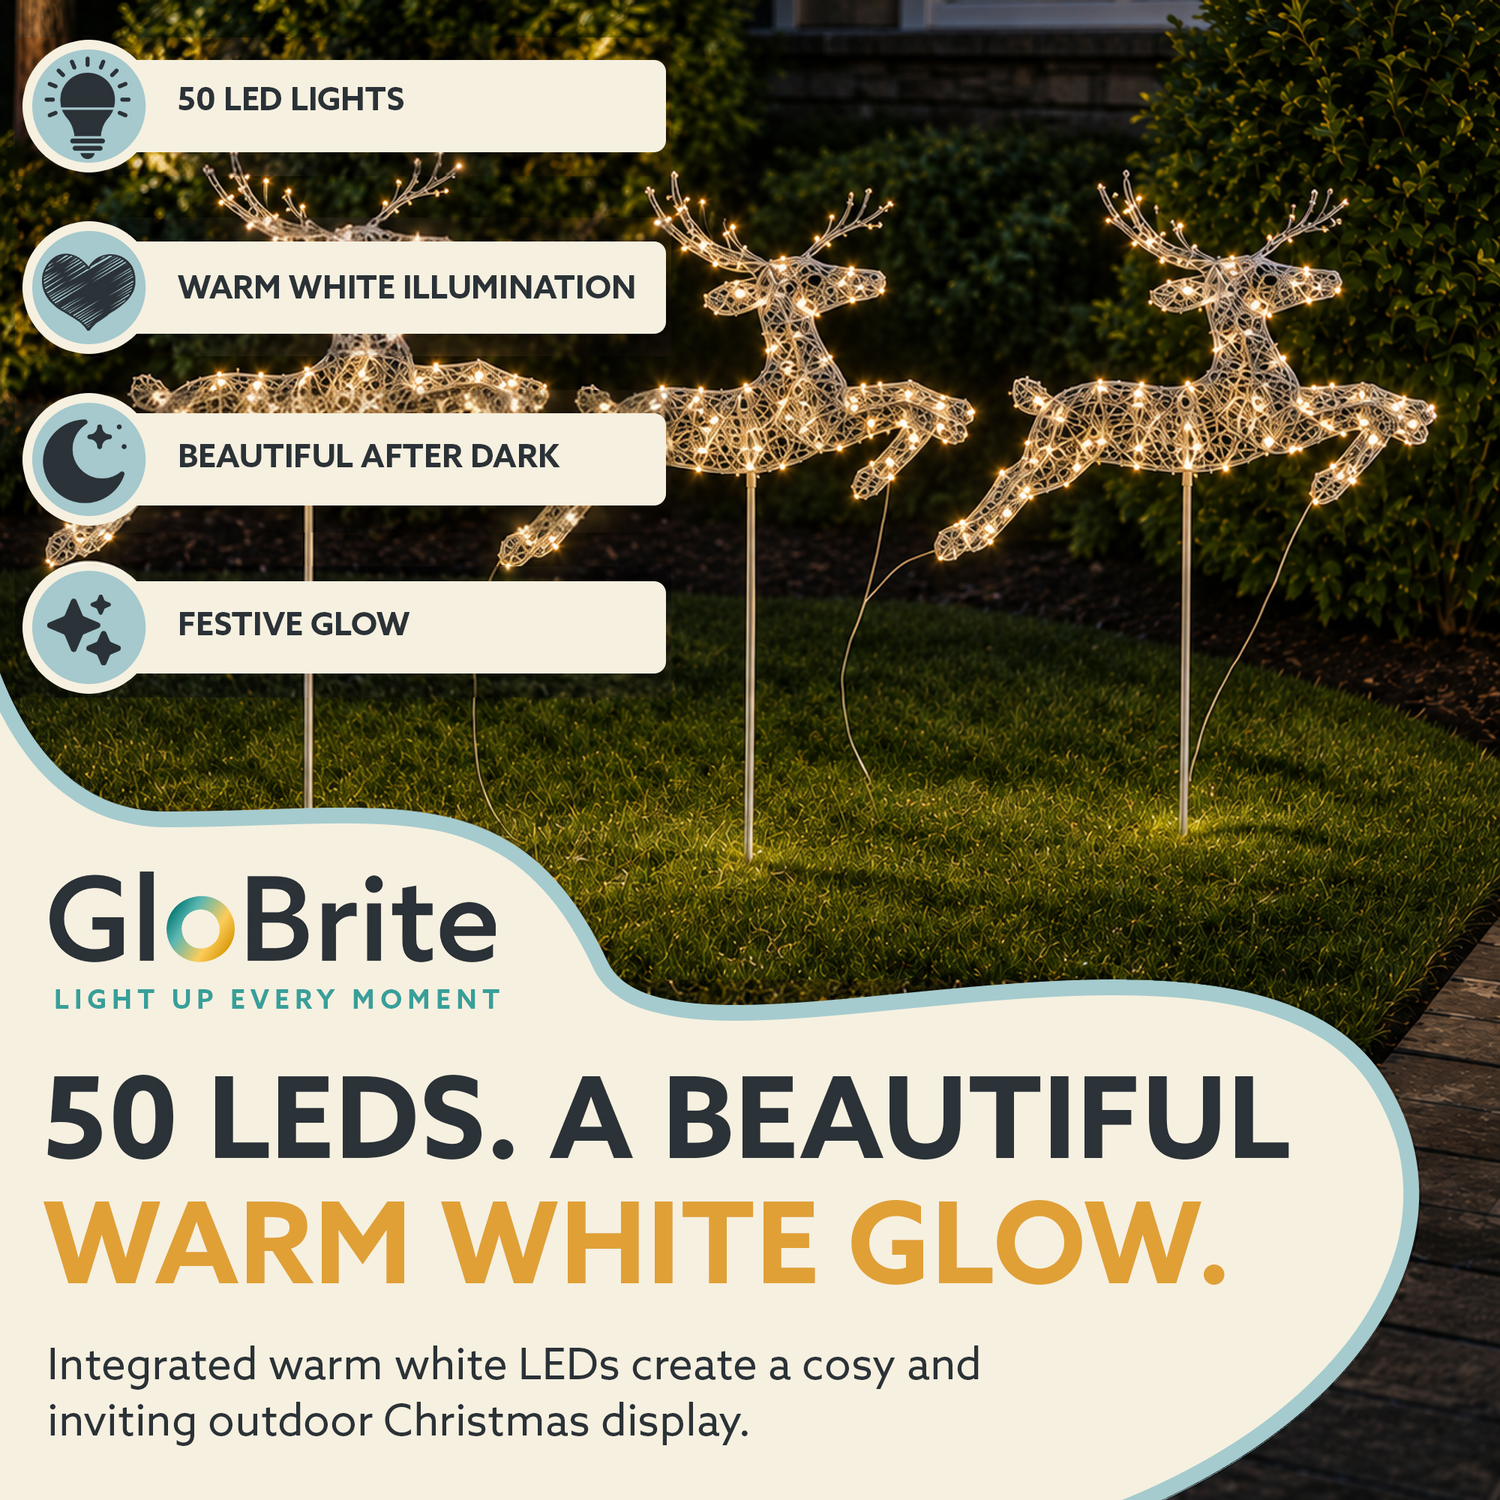 50 LED LIGHTS
WARM WHITE ILLUMINATION
BEAUTIFUL AFTER DARK
FESTIVE GLOW
GloBrite
LIGHT UP EVERY MOMENT
50 LEDS. A BEAUTIFUL
WARM WHITE GLOW.
Integrated warm white LEDs create a cosy and
inviting outdoor Christmas display.